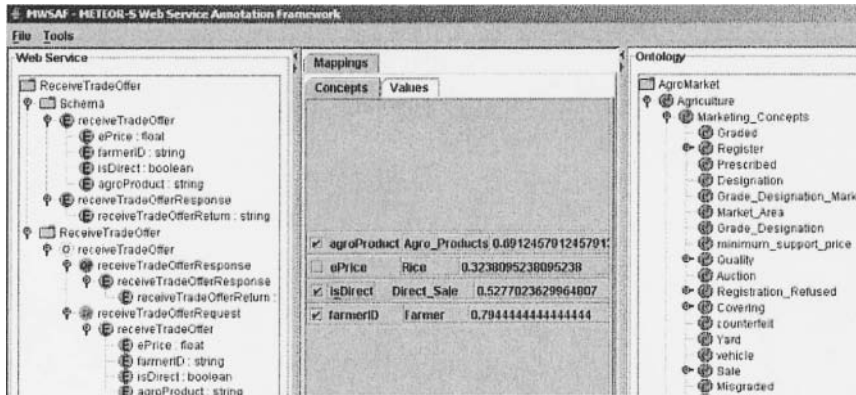 MWSAF - METEOR-S Web Service Annotation Framework
File Tools
Web Service
ReceiveTradeOffer
Schema
receiveTradeOffer
ePrice : float
farmerID : string
isDirect : boolean
agroProduct : string
receiveTradeOfferResponse
receiveTradeOfferReturn : string
ReceiveTradeOffer
receiveTradeOffer
receiveTradeOfferResponse
receiveTradeOfferResponse
receiveTradeOfferReturn :
receiveTradeOfferRequest
receiveTradeOffer
ePrice : float
farmerID : string
isDirect : boolean
agroProduct : string
Mappings
Concepts Values
agroProduct Agro_Products 0.691245791245791
ePrice Rice 0.3238095238095238
isDirect Direct_Sale 0.5277023629964807
farmerID Farmer 0.7944444444444444
Ontology
AgroMarket
Agriculture
Marketing_Concepts
Graded
Register
Prescribed
Designation
Grade_Designation_Mark
Market_Area
Grade_Designation
minimum_support_price
Quality
Auction
Registration_Refused
Covering
counterfeit
Yard
vehicle
Sale
Misgraded